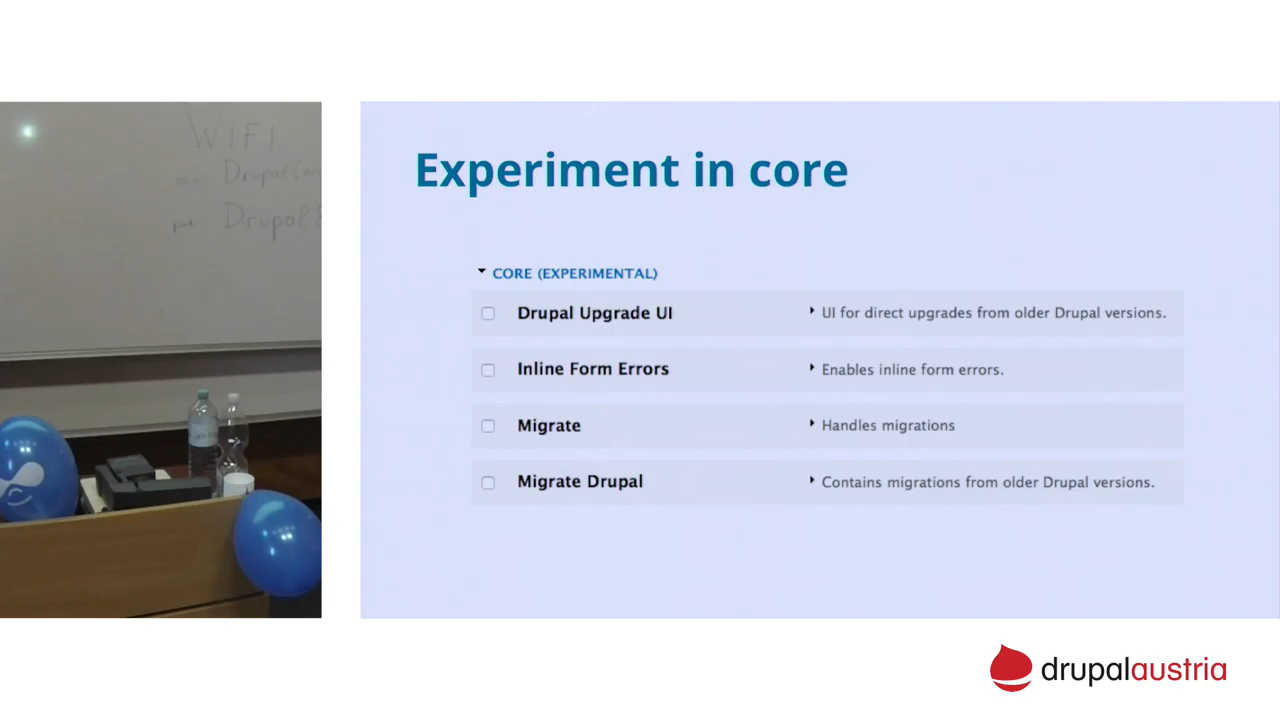 WIFI
Experiment in core
CORE (EXPERIMENTAL)
Drupal Upgrade UI UI for direct upgrades from older Drupal versions.
Inline Form Errors Enables inline form errors.
Migrate Handles migrations
Migrate Drupal Contains migrations from older Drupal versions.
drupalaustria